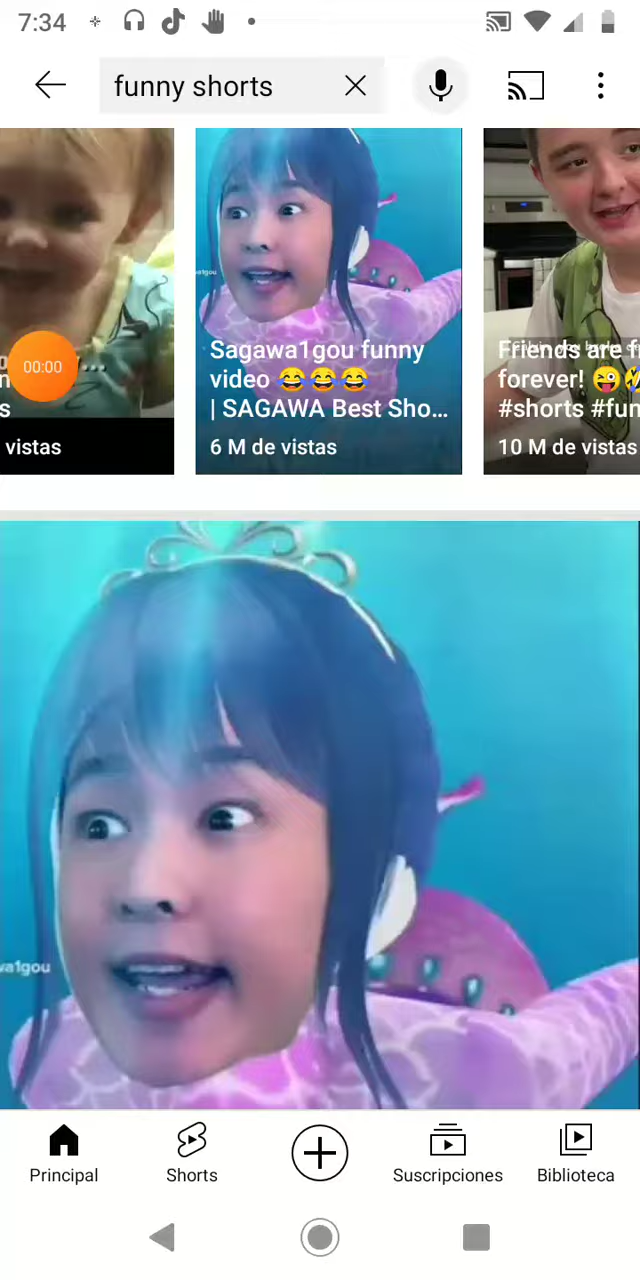 7:34
funny shorts
Sagawa1gou funny
video 😂😂😂
| SAGAWA Best Sho...
6 M de vistas
00:00
s
vistas
Friends are f
forever! 😜🤣
#shorts #fun
10 M de vistas
Principal
Shorts
Suscripciones
Biblioteca